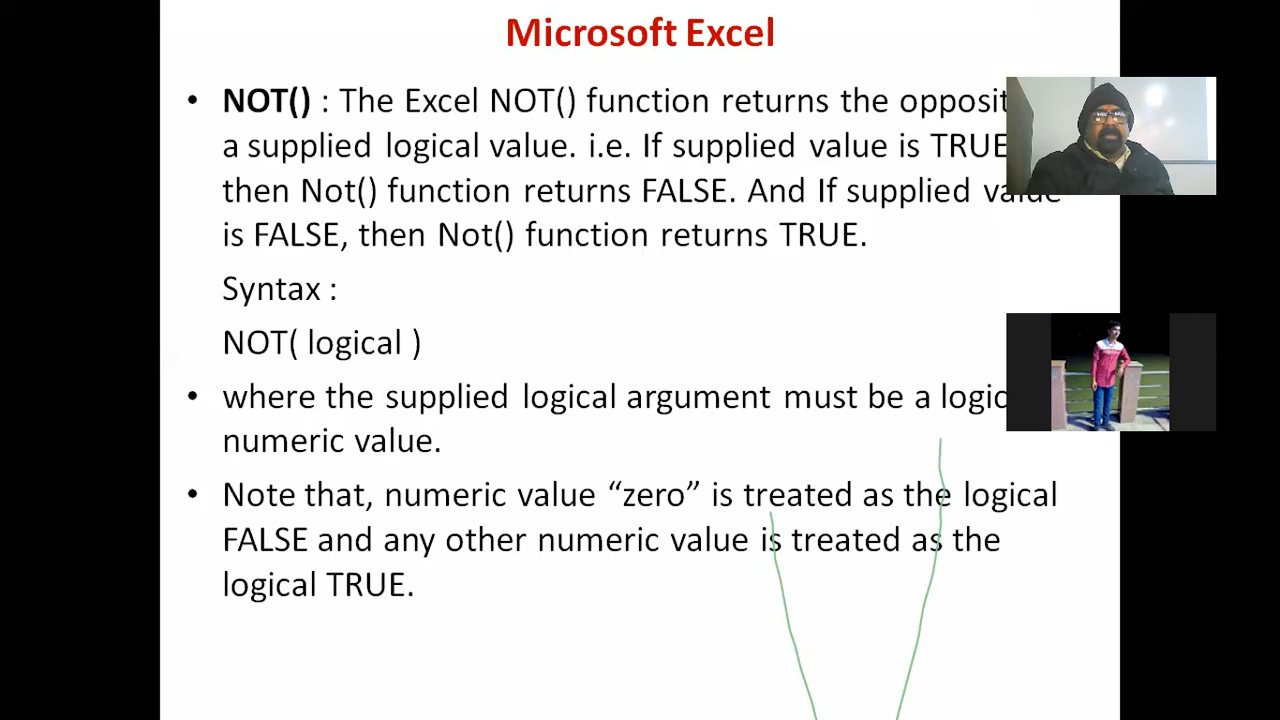 Microsoft Excel
• NOT() : The Excel NOT() function returns the opposit
a supplied logical value. i.e. If supplied value is TRUE
then Not() function returns FALSE. And If supplied value
is FALSE, then Not() function returns TRUE.
Syntax :
NOT( logical )
• where the supplied logical argument must be a logic
numeric value.
• Note that, numeric value “zero” is treated as the logical
FALSE and any other numeric value is treated as the
logical TRUE.